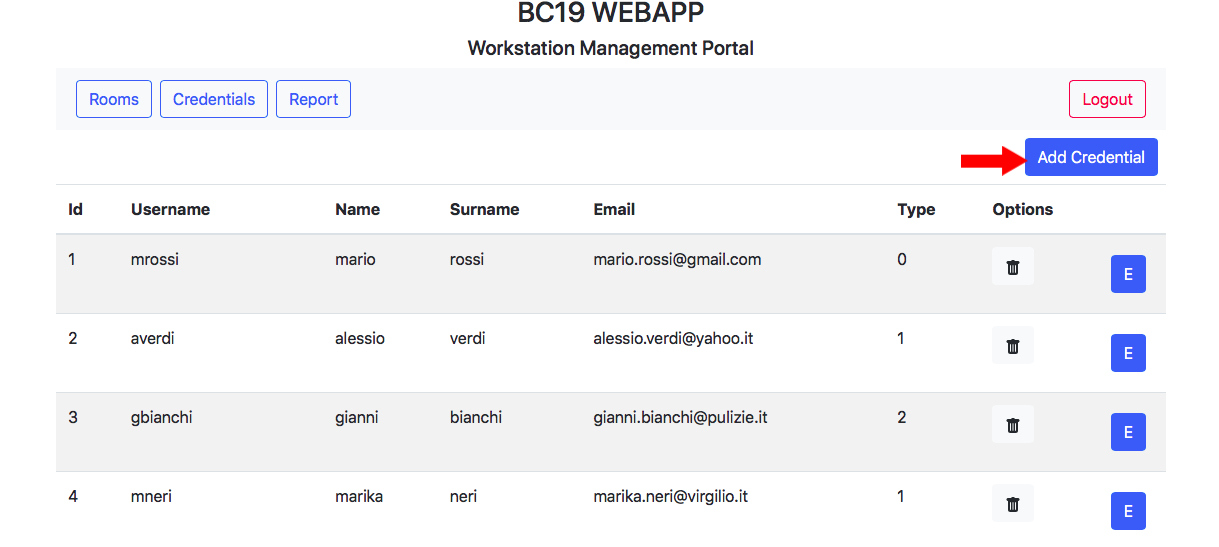 BC19 WEBAPP
Workstation Management Portal
Rooms Credentials Report Logout
Add Credential
Id Username Name Surname Email Type Options
1 mrossi mario rossi mario.rossi@gmail.com 0 E
2 averdi alessio verdi alessio.verdi@yahoo.it 1 E
3 gbianchi gianni bianchi gianni.bianchi@pulizie.it 2 E
4 mneri marika neri marika.neri@virgilio.it 1 E